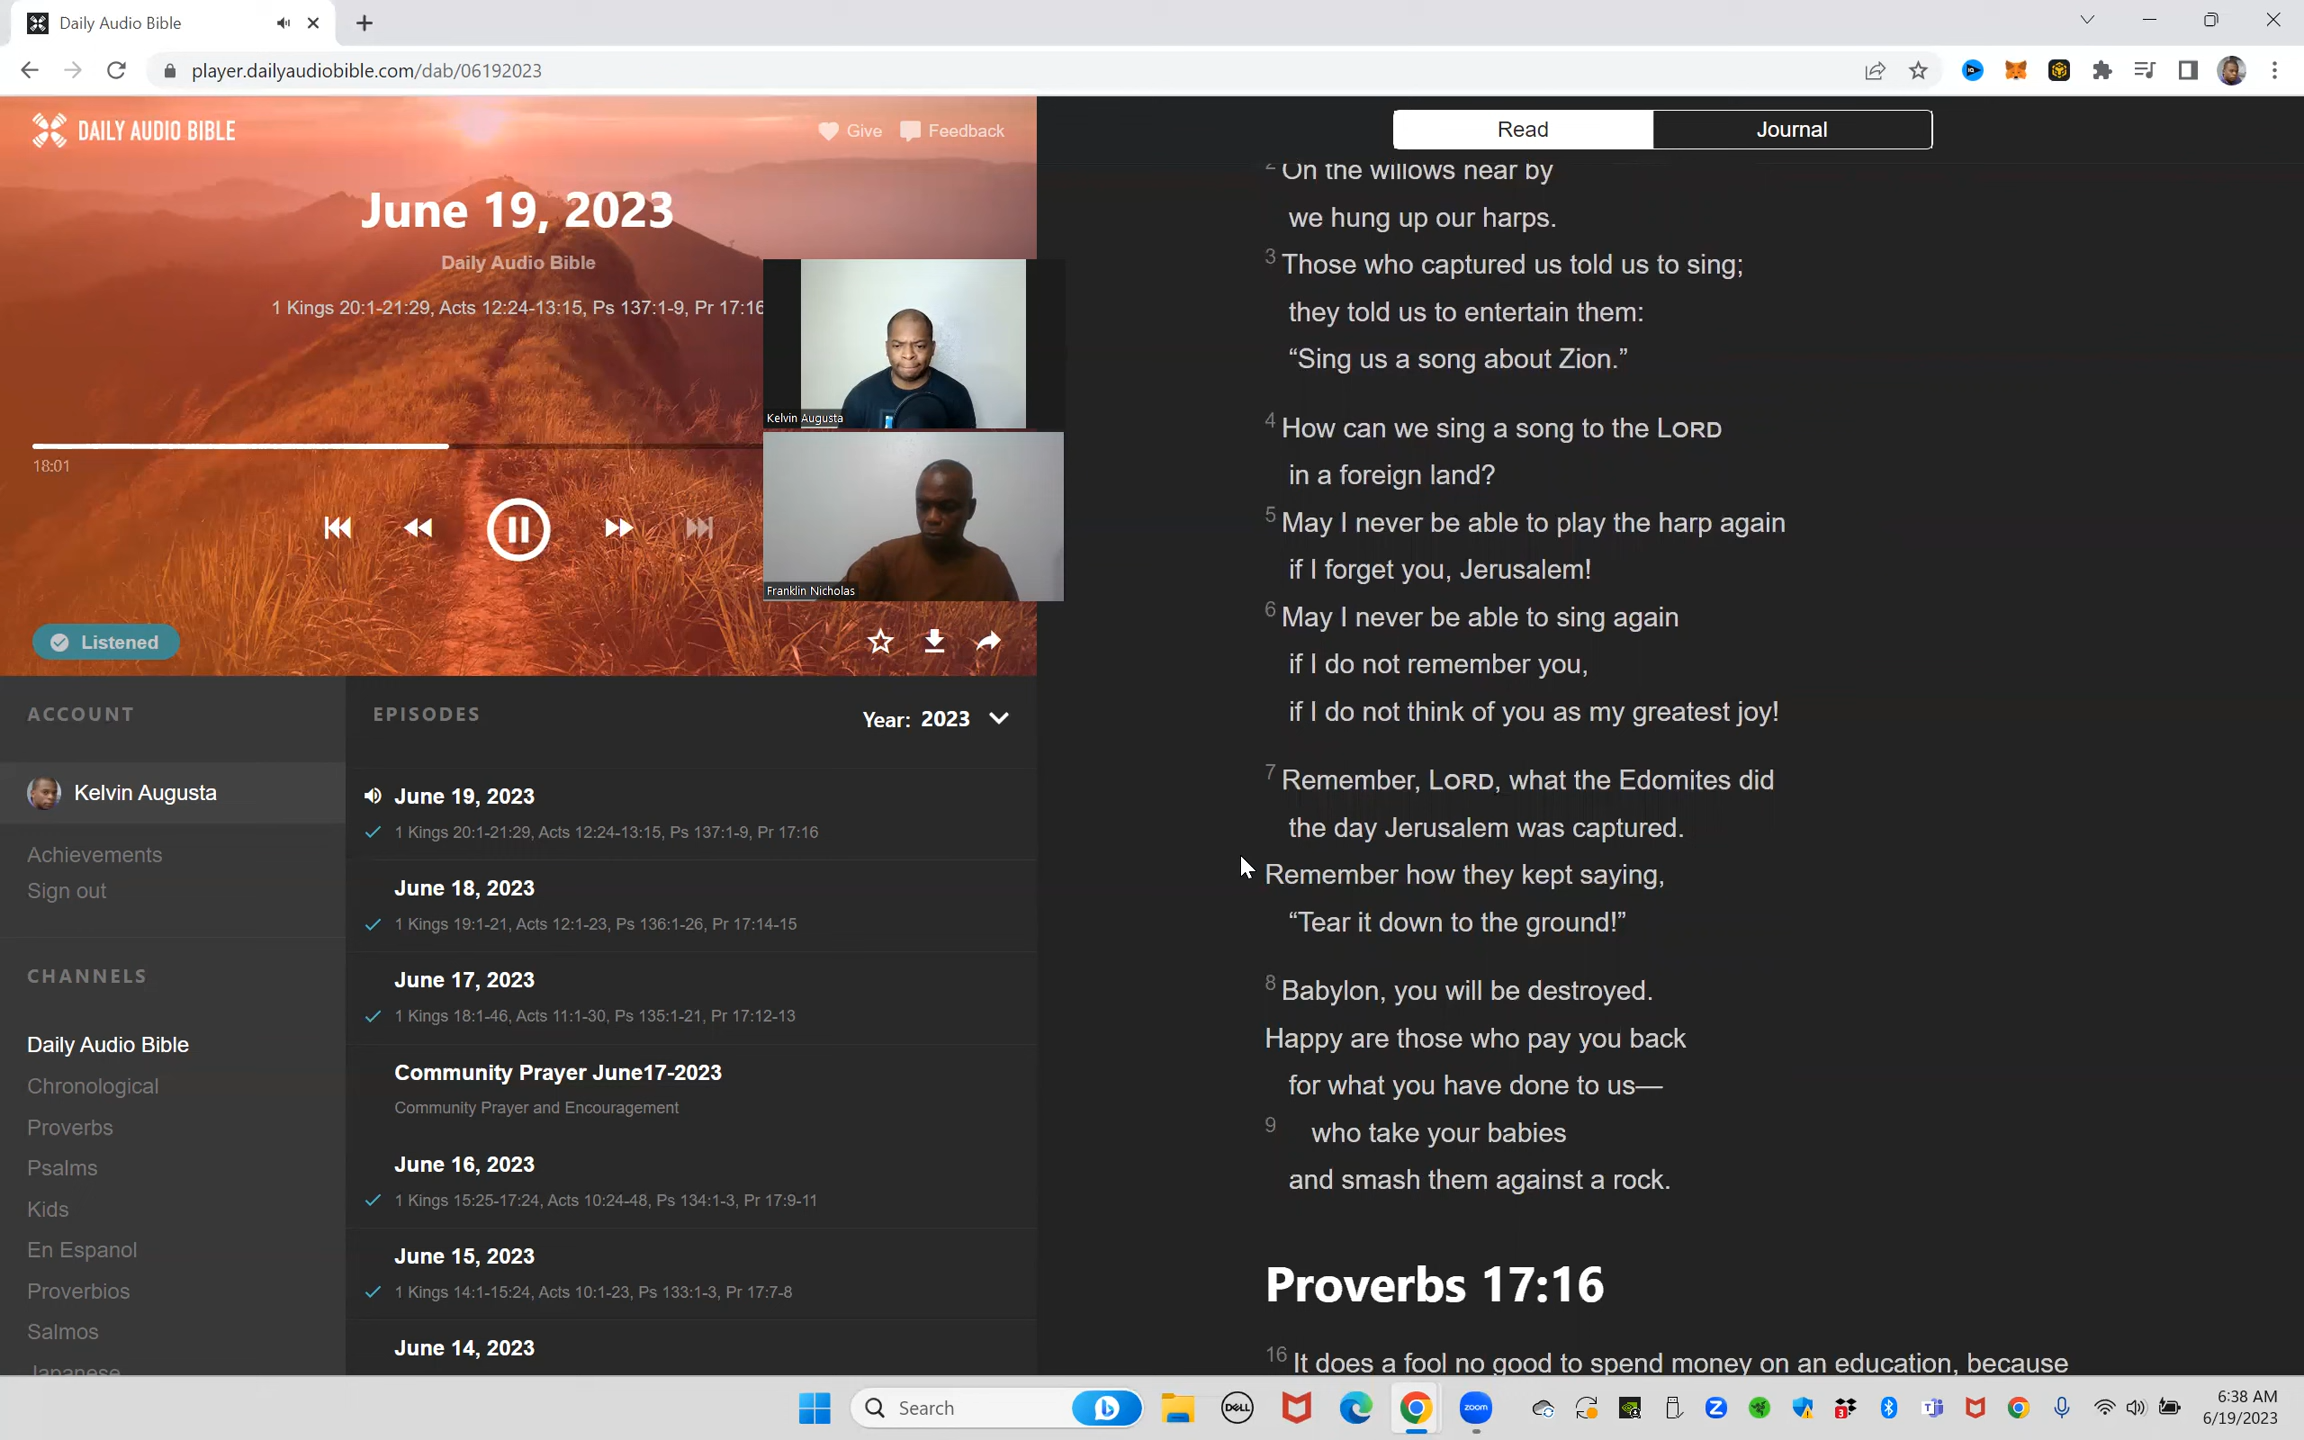 Daily Audio Bible
player.dailyaudiobible.com/dab/06192023
DAILY AUDIO BIBLE
Give
Feedback
June 19, 2023
Daily Audio Bible
1 Kings 20:1-21:29, Acts 12:24-13:15, Ps 137:1-9, Pr 17:16
Kelvin Augusta
18:01
Franklin Nicholas
Listened
ACCOUNT
Kelvin Augusta
Achievements
Sign out
CHANNELS
Daily Audio Bible
Chronological
Proverbs
Psalms
Kids
En Espanol
Proverbios
Salmos
Japanese
EPISODES
Year: 2023
June 19, 2023
1 Kings 20:1-21:29, Acts 12:24-13:15, Ps 137:1-9, Pr 17:16
June 18, 2023
1 Kings 19:1-21, Acts 12:1-23, Ps 136:1-26, Pr 17:14-15
June 17, 2023
1 Kings 18:1-46, Acts 11:1-30, Ps 135:1-21, Pr 17:12-13
Community Prayer June17-2023
Community Prayer and Encouragement
June 16, 2023
1 Kings 15:25-17:24, Acts 10:24-48, Ps 134:1-3, Pr 17:9-11
June 15, 2023
1 Kings 14:1-15:24, Acts 10:1-23, Ps 133:1-3, Pr 17:7-8
June 14, 2023
Read
Journal
2 On the willows near by
we hung up our harps.
3 Those who captured us told us to sing;
they told us to entertain them:
“Sing us a song about Zion.”
4 How can we sing a song to the LORD
in a foreign land?
5 May I never be able to play the harp again
if I forget you, Jerusalem!
6 May I never be able to sing again
if I do not remember you,
if I do not think of you as my greatest joy!
7 Remember, LORD, what the Edomites did
the day Jerusalem was captured.
Remember how they kept saying,
“Tear it down to the ground!”
8 Babylon, you will be destroyed.
Happy are those who pay you back
for what you have done to us—
9 who take your babies
and smash them against a rock.
Proverbs 17:16
16 It does a fool no good to spend money on an education, because
Search
DELL
zoom
3
6:38 AM
6/19/2023